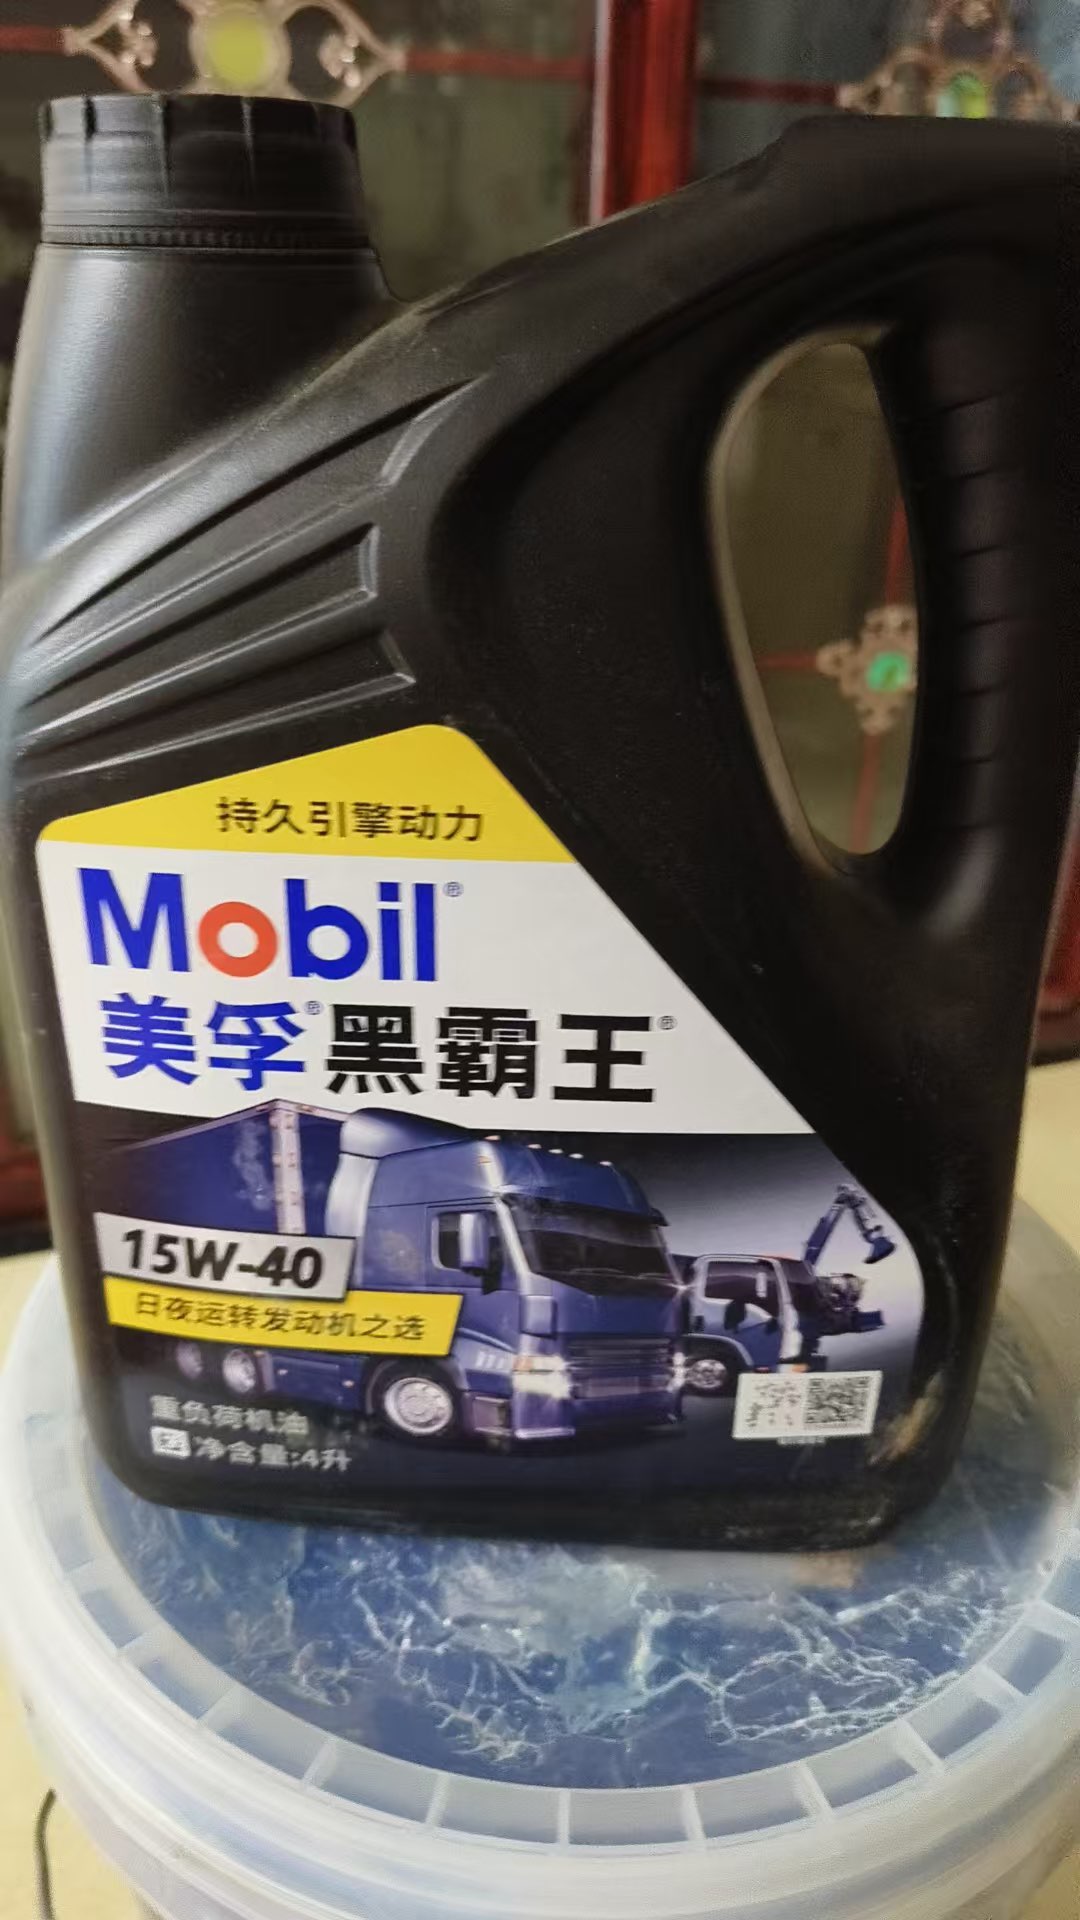 持久引擎动力
Mobil®
美孚®黑霸王®
15W-40
日夜运转发动机之选
重负荷机油
净含量:4升